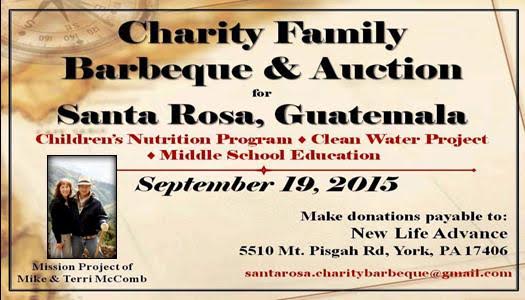 Charity Family
Barbeque & Auction
for
Santa Rosa, Guatemala
Children's Nutrition Program ♦ Clean Water Project
♦ Middle School Education
September 19, 2015
Make donations payable to:
New Life Advance
5510 Mt. Pisgah Rd, York, PA 17406
santarosa.charitybarbeque@gmail.com
Mission Project of
Mike & Terri McComb